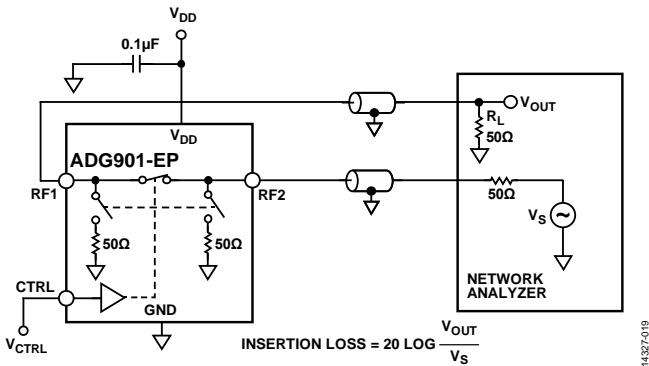 VDD
0.1µF
VDD
ADG901-EP
RF1
RF2
50Ω
50Ω
CTRL
GND
VCTRL
VOUT
RL
50Ω
50Ω
VS
~
NETWORK
ANALYZER
INSERTION LOSS = 20 LOG VOUT
VS
14327-019